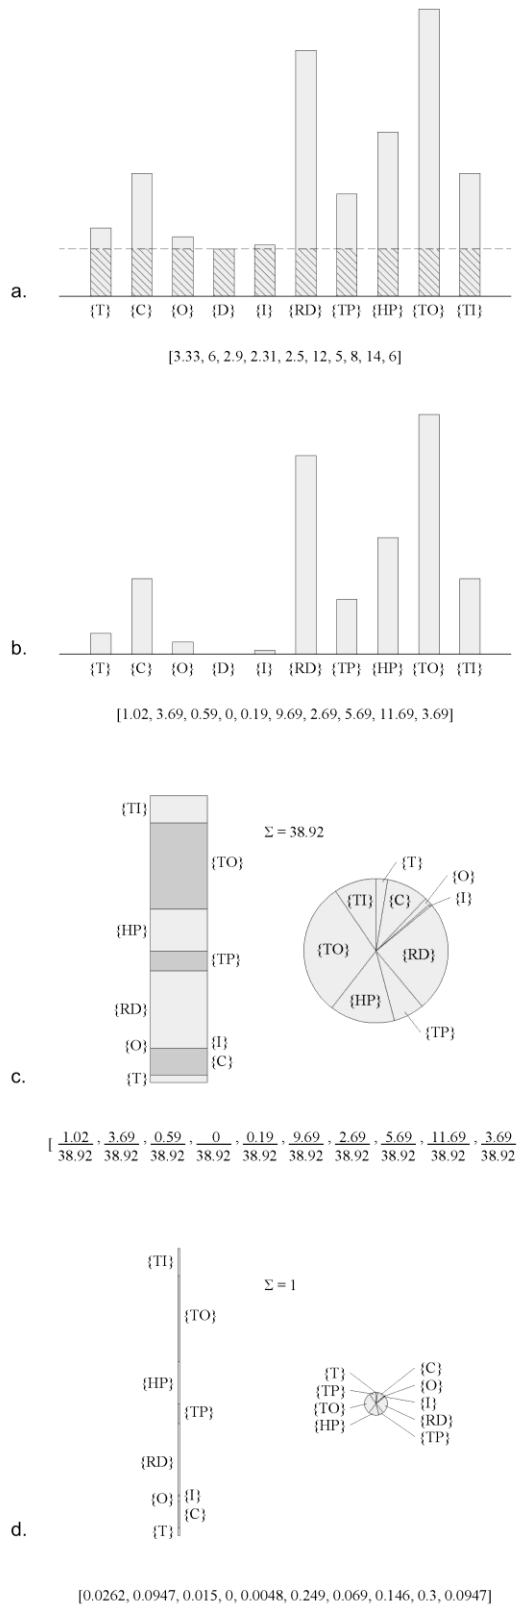 a.
{T} {C} {O} {D} {I} {RD} {TP} {HP} {TO} {TI}
[3.33, 6, 2.9, 2.31, 2.5, 12, 5, 8, 14, 6]
b.
{T} {C} {O} {D} {I} {RD} {TP} {HP} {TO} {TI}
[1.02, 3.69, 0.59, 0, 0.19, 9.69, 2.69, 5.69, 11.69, 3.69]
{TI}
{TO}
{HP}
{TP}
{RD}
{O} {I}
{C}
{T}
Σ = 38.92
{T}
{O}
{I}
{TI} {C}
{TO} {RD}
{HP}
{TP}
c.
[ 1.02/38.92 , 3.69/38.92 , 0.59/38.92 , 0/38.92 , 0.19/38.92 , 9.69/38.92 , 2.69/38.92 , 5.69/38.92 , 11.69/38.92 , 3.69/38.92
{TI}
{TO}
{HP}
{TP}
{RD}
{O} {I}
{C}
{T}
Σ = 1
{T} {C}
{TP} {O}
{TO} {I}
{HP} {RD}
{TP}
d.
[0.0262, 0.0947, 0.015, 0, 0.0048, 0.249, 0.069, 0.146, 0.3, 0.0947]